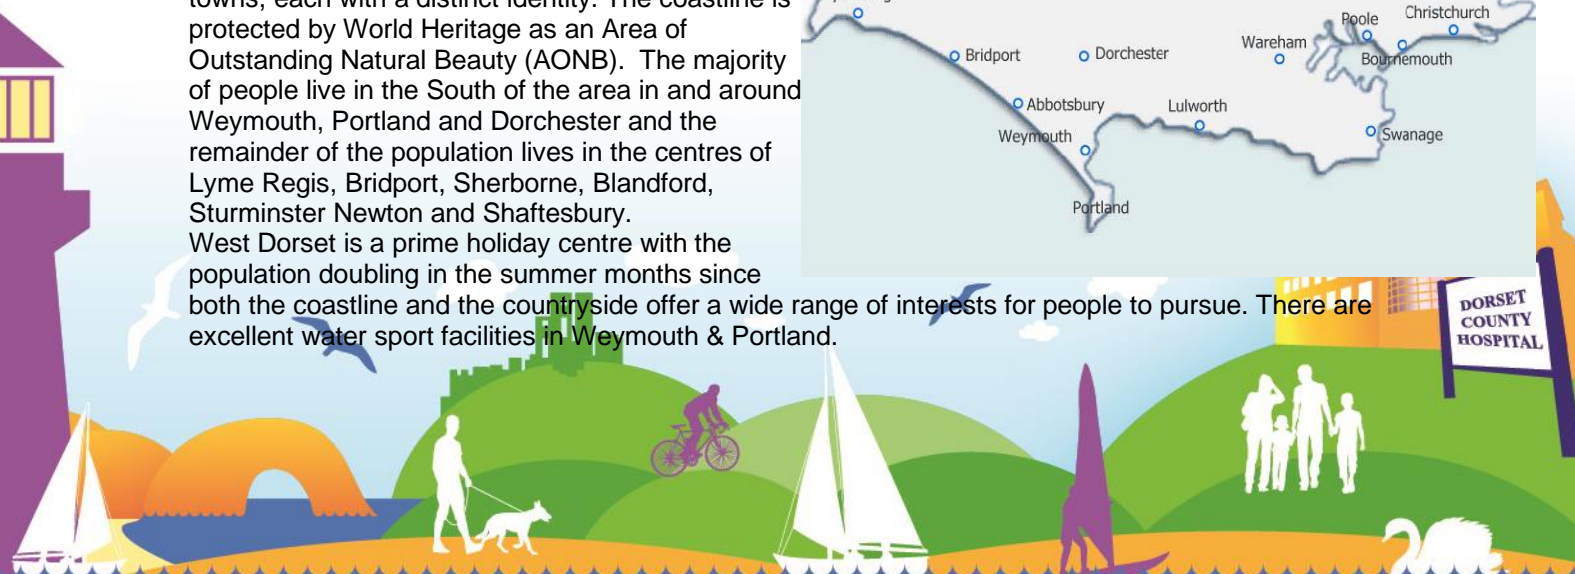 towns, each with a distinct identity. The coastline is
protected by World Heritage as an Area of
Outstanding Natural Beauty (AONB).  The majority
of people live in the South of the area in and around
Weymouth, Portland and Dorchester and the
remainder of the population lives in the centres of
Lyme Regis, Bridport, Sherborne, Blandford,
Sturminster Newton and Shaftesbury.
West Dorset is a prime holiday centre with the
population doubling in the summer months since
both the coastline and the countryside offer a wide range of interests for people to pursue. There are
excellent water sport facilities in Weymouth & Portland.
Poole
Christchurch
Wareham
Bournemouth
Bridport
Dorchester
Abbotsbury
Lulworth
Weymouth
Swanage
Portland
DORSET
COUNTY
HOSPITAL